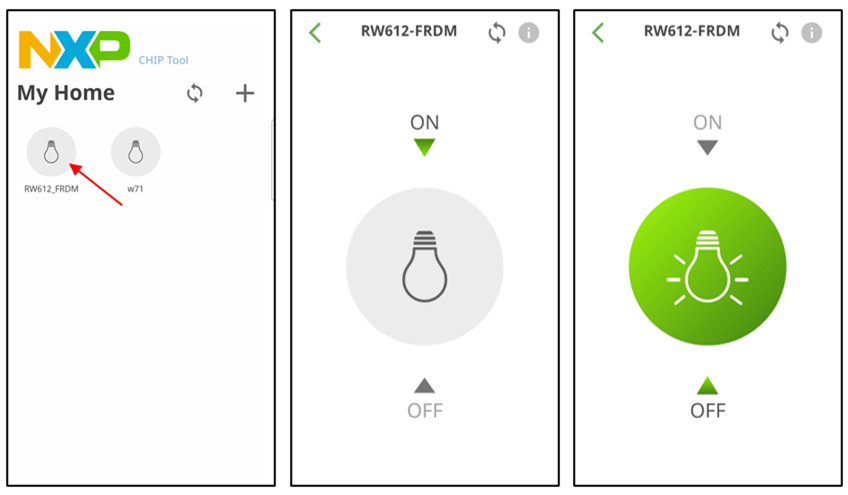 NXP
CHIP Tool
My Home
RW612_FRDM
w71
RW612-FRDM
ON
OFF
RW612-FRDM
ON
OFF